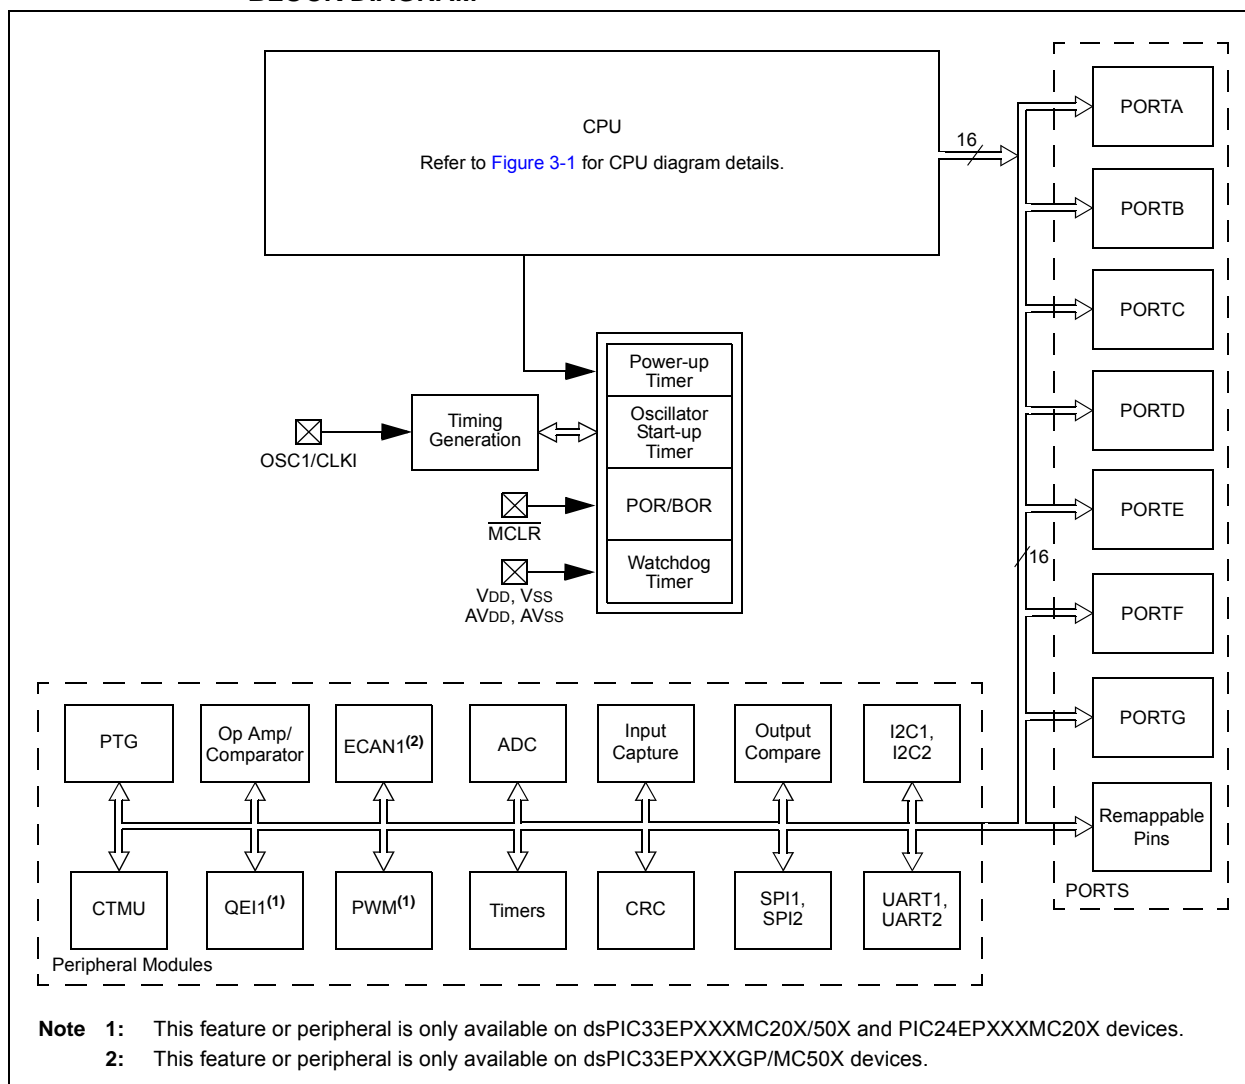 BLOCK DIAGRAM
CPU
Refer to Figure 3-1 for CPU diagram details.
16
PORTA
PORTB
PORTC
PORTD
PORTE
16
PORTF
PORTG
Remappable
Pins
PORTS
Power-up
Timer
Oscillator
Start-up
Timer
POR/BOR
Watchdog
Timer
Timing
Generation
OSC1/CLKI
MCLR
VDD, VSS
AVDD, AVSS
PTG
Op Amp/
Comparator
ECAN1(2)
ADC
Input
Capture
Output
Compare
I2C1,
I2C2
CTMU
QEI1(1)
PWM(1)
Timers
CRC
SPI1,
SPI2
UART1,
UART2
Peripheral Modules
Note 1: This feature or peripheral is only available on dsPIC33EPXXXMC20X/50X and PIC24EPXXXMC20X devices.
2: This feature or peripheral is only available on dsPIC33EPXXXGP/MC50X devices.